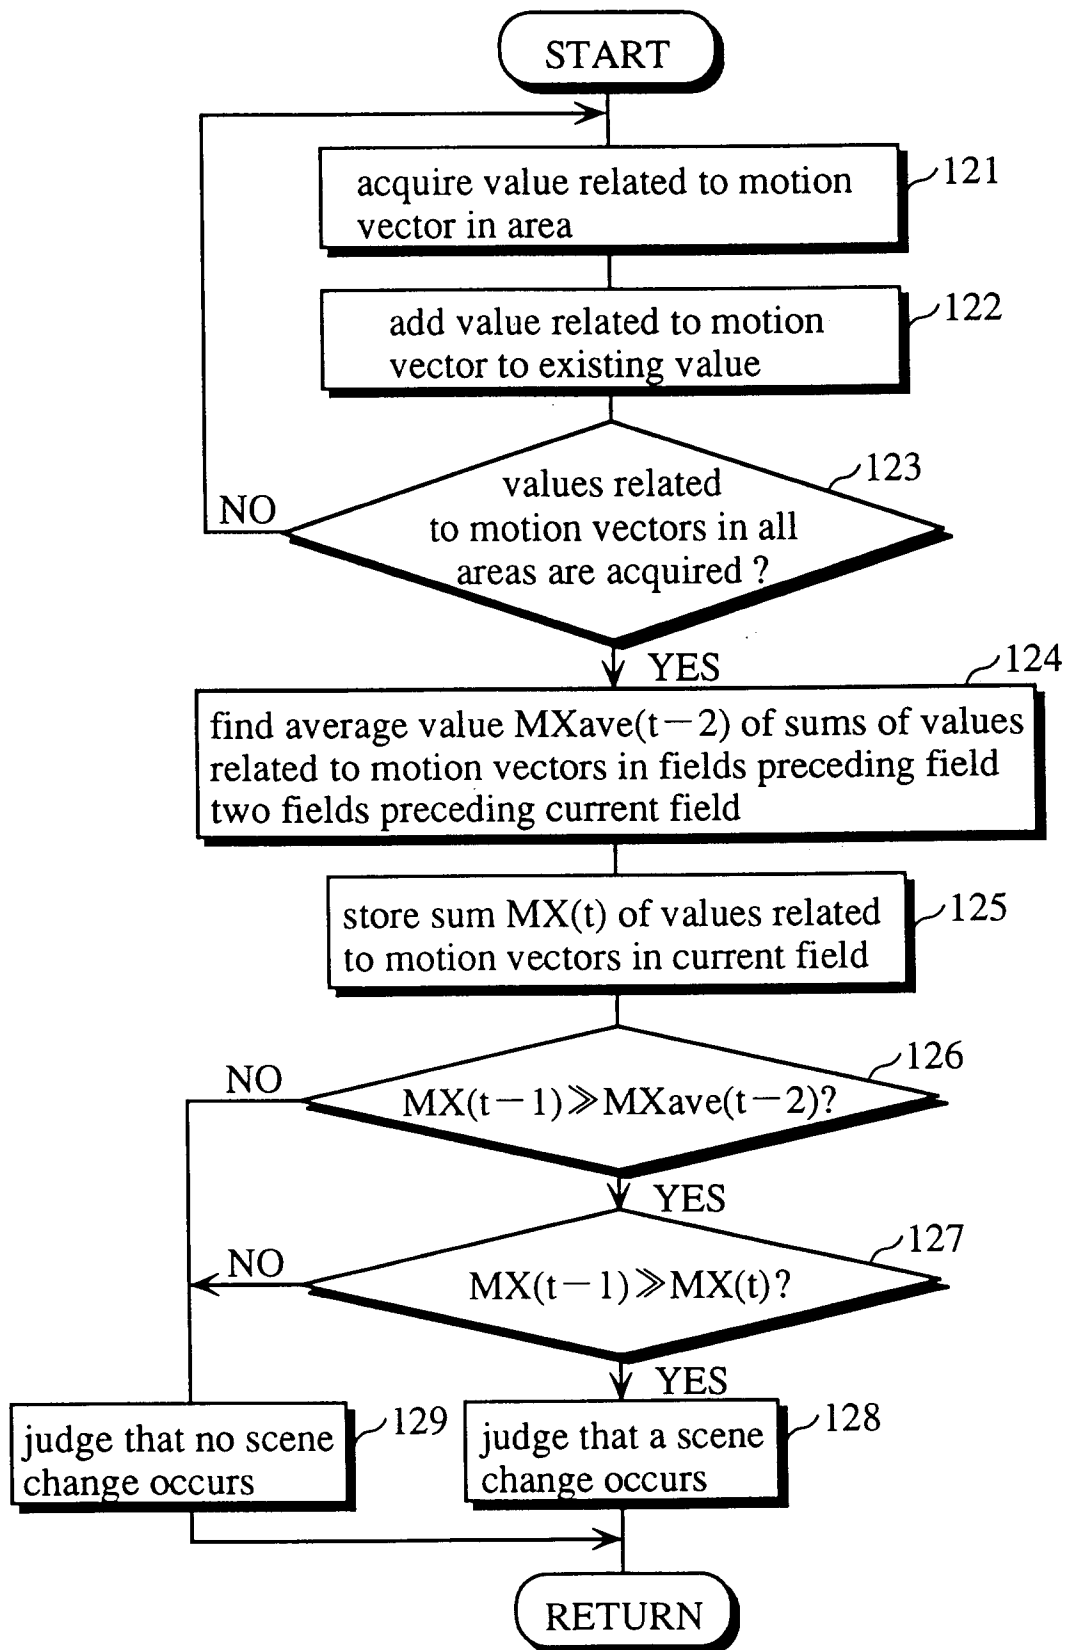 START
acquire value related to motion
vector in area
121
add value related to motion
vector to existing value
122
values related
to motion vectors in all
areas are acquired ?
123
NO
YES
find average value MXave(t−2) of sums of values
related to motion vectors in fields preceding field
two fields preceding current field
124
store sum MX(t) of values related
to motion vectors in current field
125
MX(t−1)≫MXave(t−2)?
126
NO
YES
MX(t−1)≫MX(t)?
127
NO
YES
judge that no scene
change occurs
129
judge that a scene
change occurs
128
RETURN